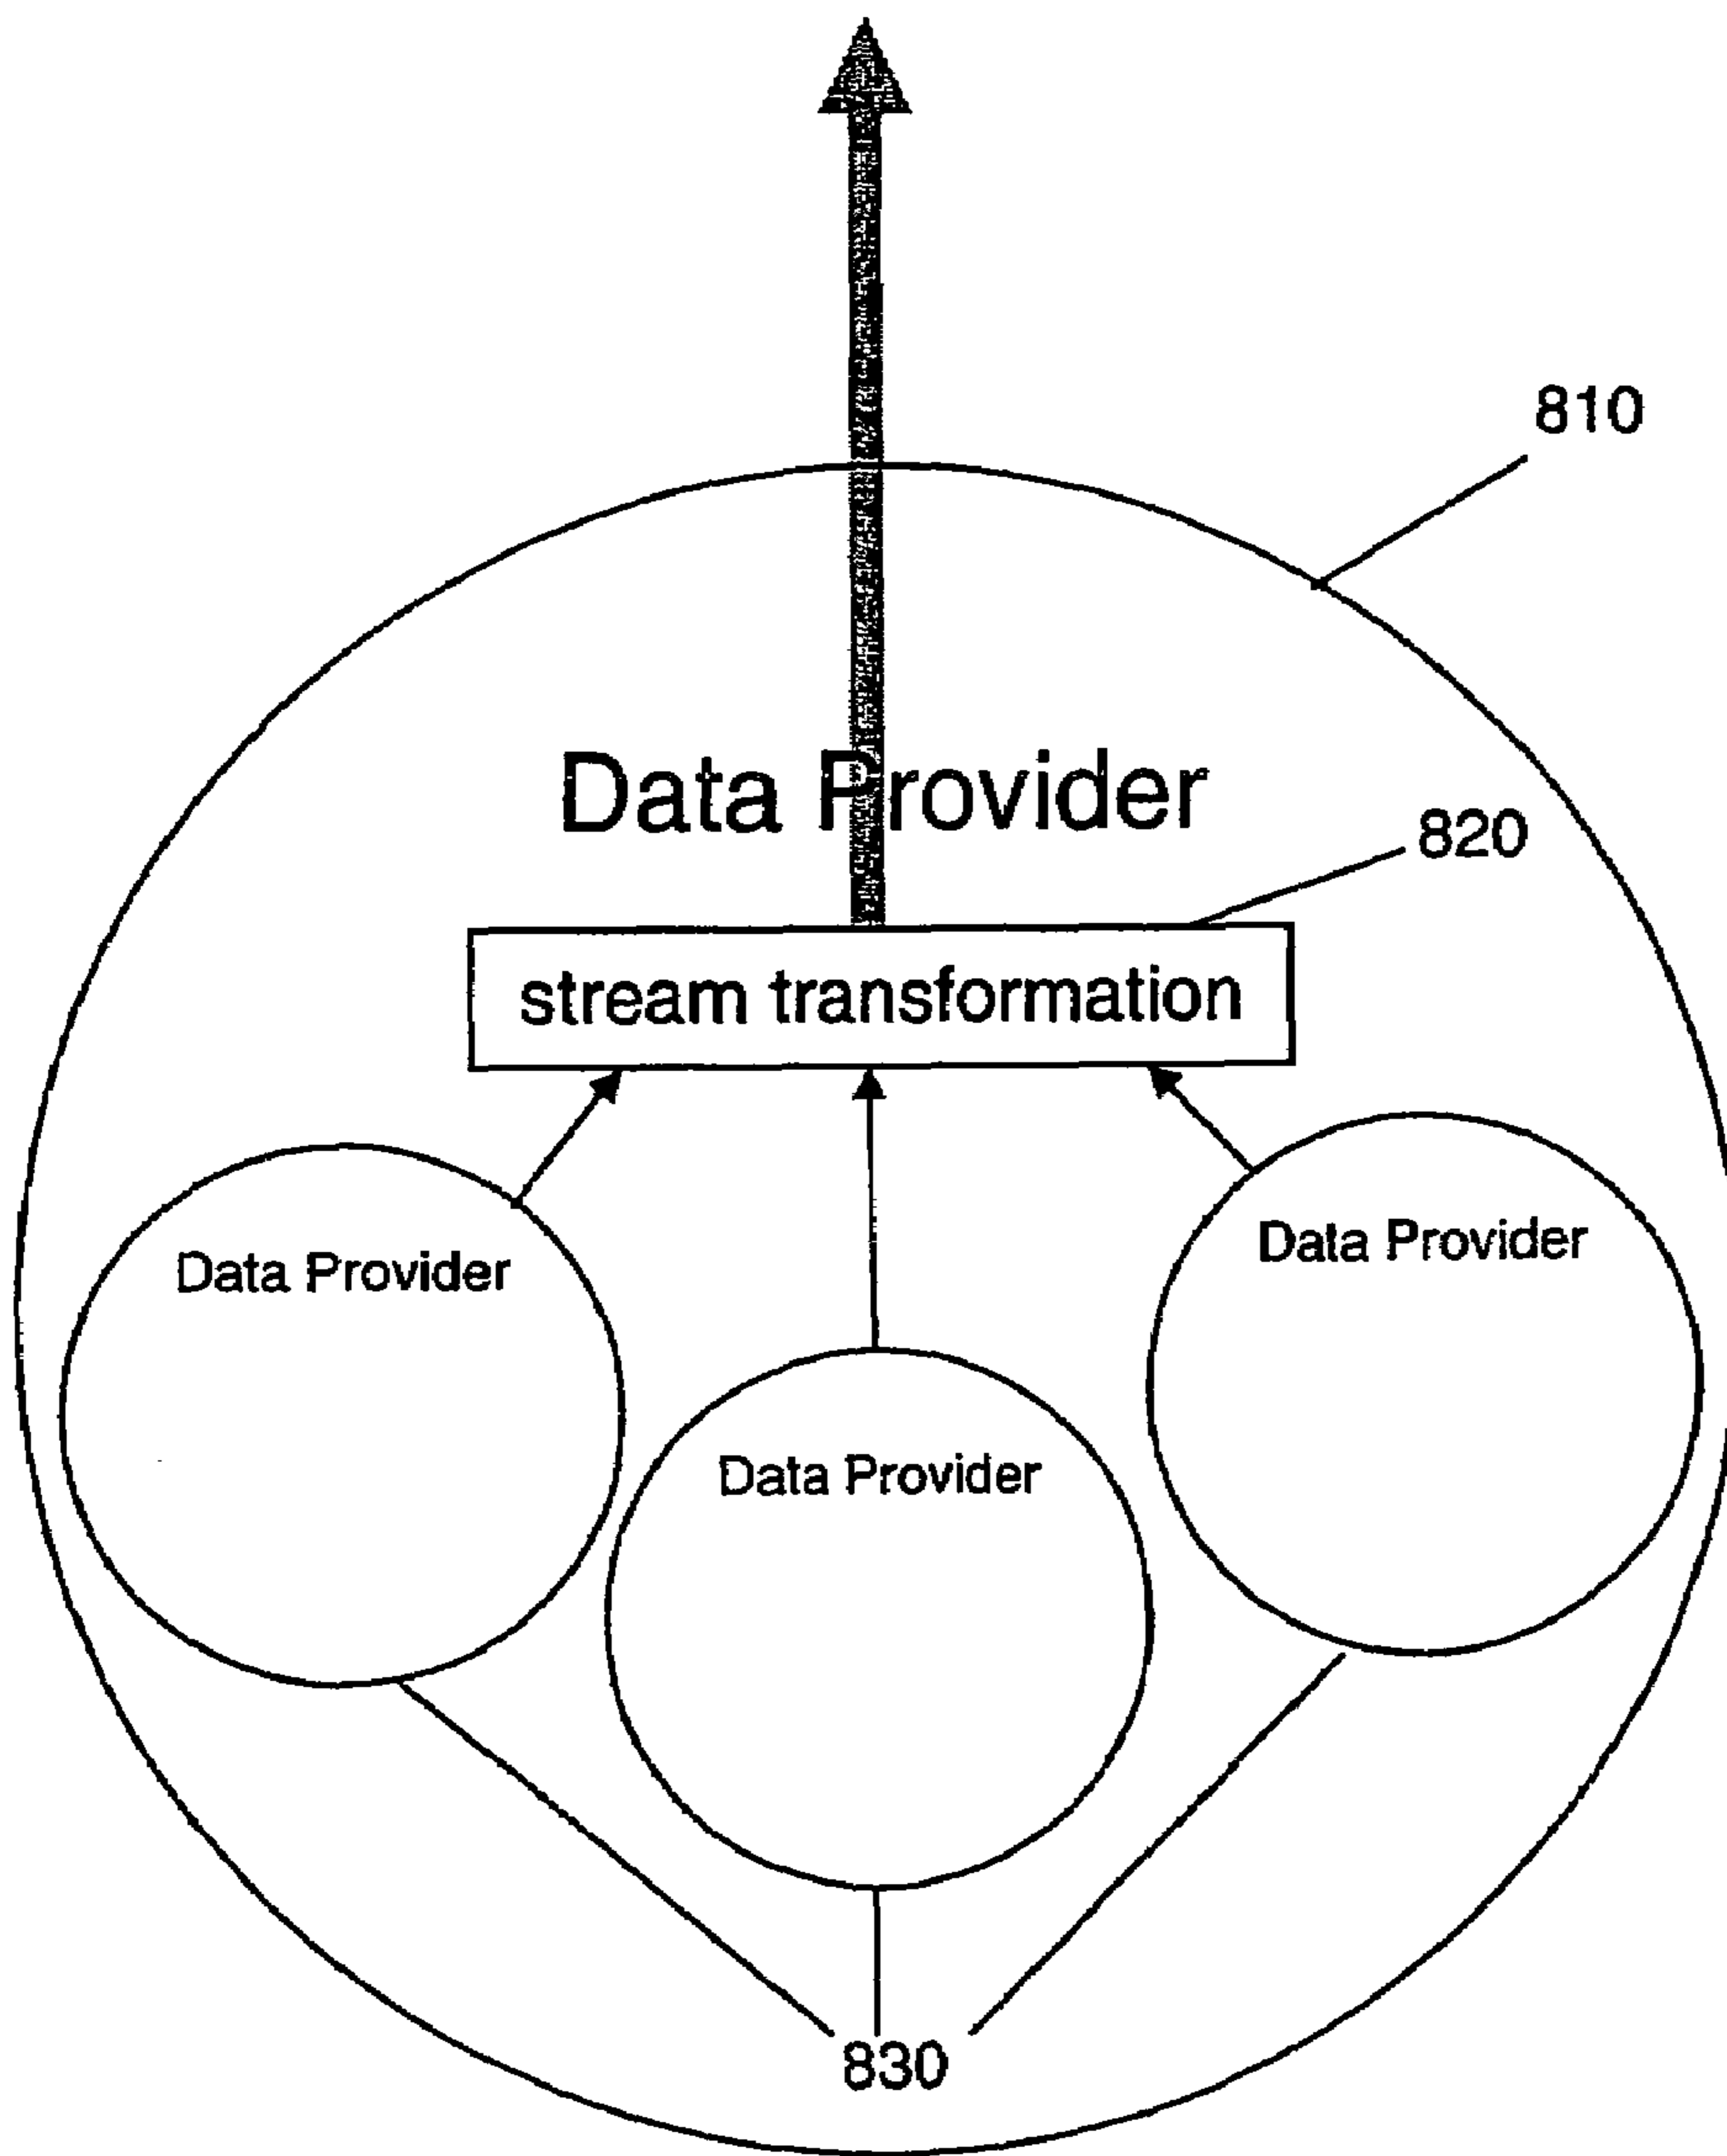 810
Data Provider
820
stream transformation
Data Provider
Data Provider
Data Provider
830